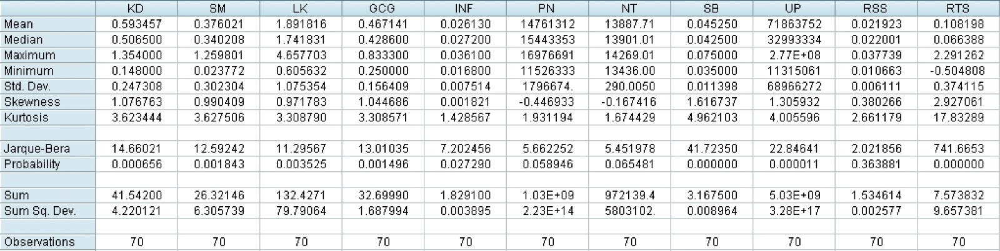 KD SM LK GCG INF PN NT SB UP RSS RTS
Mean 0.593457 0.376021 1.891816 0.467141 0.026130 14761312 13887.71 0.045250 71863752 0.021923 0.108198
Median 0.506500 0.340208 1.741831 0.428600 0.027200 15443353 13901.01 0.042500 32993334 0.022001 0.066388
Maximum 1.354000 1.259801 4.657703 0.833300 0.036100 16976691 14269.01 0.075000 2.77E+08 0.037739 2.291262
Minimum 0.148000 0.023772 0.605632 0.250000 0.016800 11526333 13436.00 0.035000 11315061 0.010663 -0.504808
Std. Dev. 0.247308 0.302304 1.075354 0.156409 0.007514 1796674. 290.0050 0.011398 68966272 0.006111 0.374115
Skewness 1.076763 0.990409 0.971783 1.044686 0.001821 -0.446933 -0.167416 1.616737 1.305932 0.380266 2.927061
Kurtosis 3.623444 3.627506 3.308790 3.308571 1.428567 1.931194 1.674429 4.962103 4.005596 2.661179 17.83289
Jarque-Bera 14.66021 12.59242 11.29567 13.01035 7.202456 5.662252 5.451978 41.72350 22.84641 2.021856 741.6653
Probability 0.000656 0.001843 0.003525 0.001496 0.027290 0.058946 0.065481 0.000000 0.000011 0.363881 0.000000
Sum 41.54200 26.32146 132.4271 32.69990 1.829100 1.03E+09 972139.4 3.167500 5.03E+09 1.534614 7.573832
Sum Sq. Dev. 4.220121 6.305739 79.79064 1.687994 0.003895 2.23E+14 5803102. 0.008964 3.28E+17 0.002577 9.657381
Observations 70 70 70 70 70 70 70 70 70 70 70